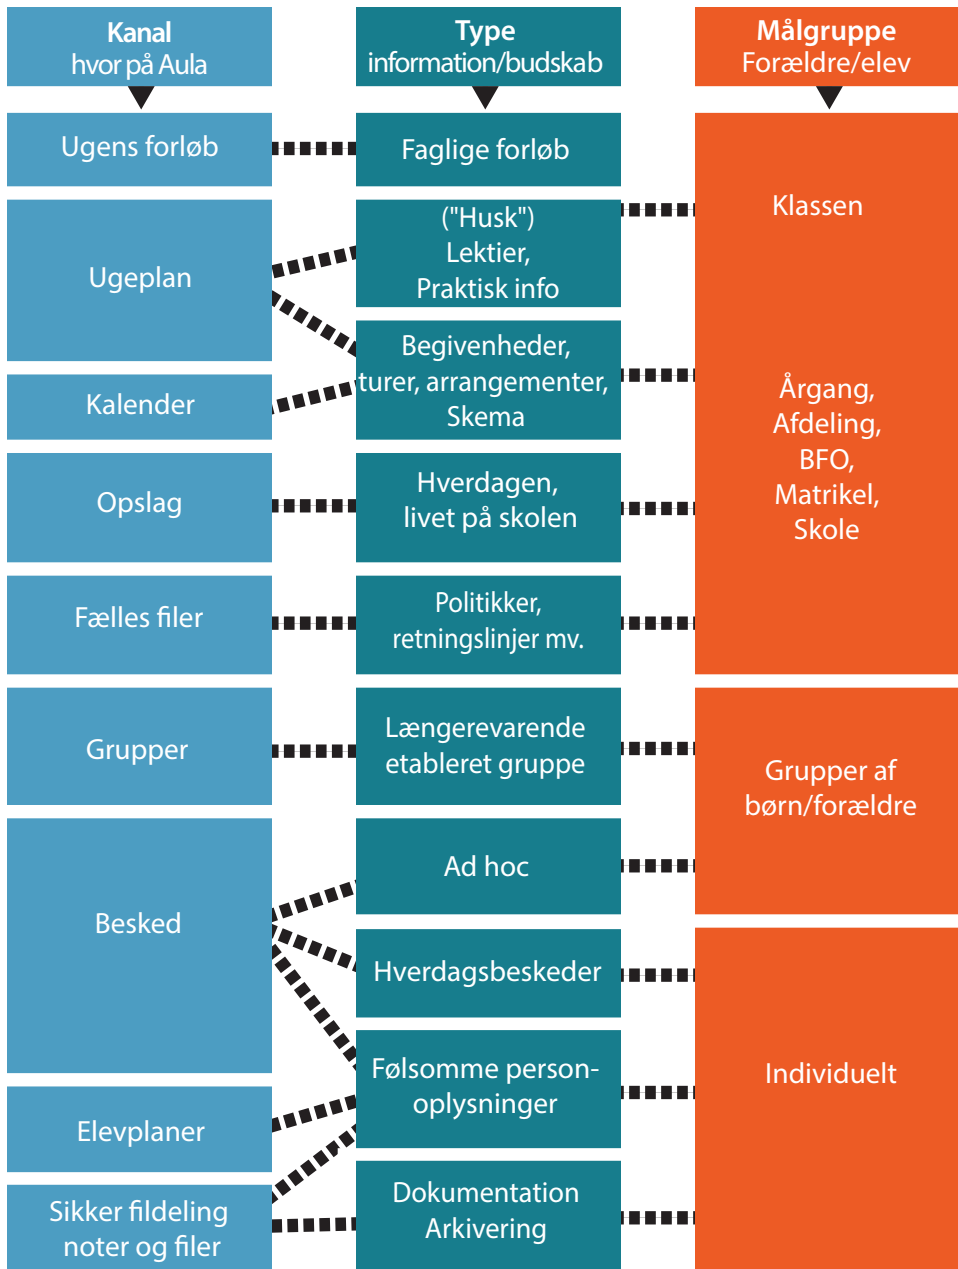 Kanal
hvor på Aula
Type
information/budskab
Målgruppe
Forældre/elev
Ugens forløb
Faglige forløb
Klassen
Ugeplan
("Husk")
Lektier,
Praktisk info
Begivenheder,
turer, arrangementer,
Skema
Kalender
Årgang,
Afdeling,
BFO,
Matrikel,
Skole
Opslag
Hverdagen,
livet på skolen
Fælles filer
Politikker,
retningslinjer mv.
Grupper
Længerevarende
etableret gruppe
Grupper af
børn/forældre
Besked
Ad hoc
Hverdagsbeskeder
Følsomme person-
oplysninger
Individuelt
Elevplaner
Sikker fildeling
noter og filer
Dokumentation
Arkivering